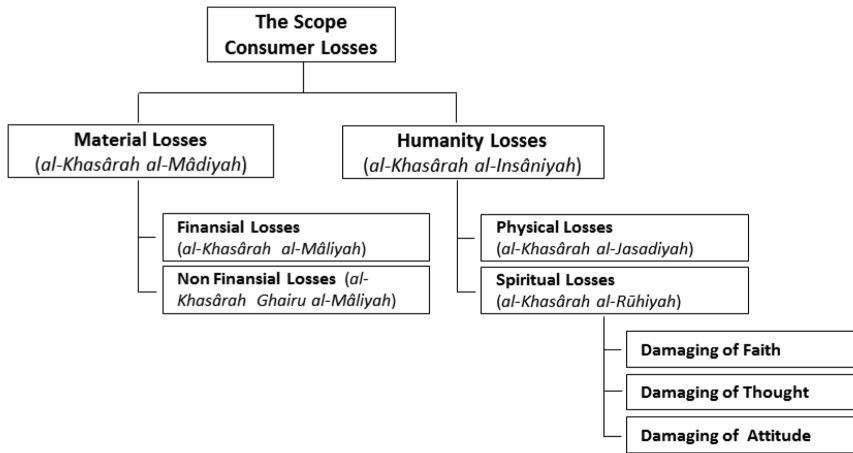 The Scope
Consumer Losses
Material Losses
(al-Khasârah al-Mâdiyah)
Humanity Losses
(al-Khasârah al-Insâniyah)
Finansial Losses
(al-Khasârah al-Mâliyah)
Non Finansial Losses (al-
Khasârah Ghairu al-Mâliyah)
Physical Losses
(al-Khasârah al-Jasadiyah)
Spiritual Losses
(al-Khasârah al-Rūhiyah)
Damaging of Faith
Damaging of Thought
Damaging of Attitude